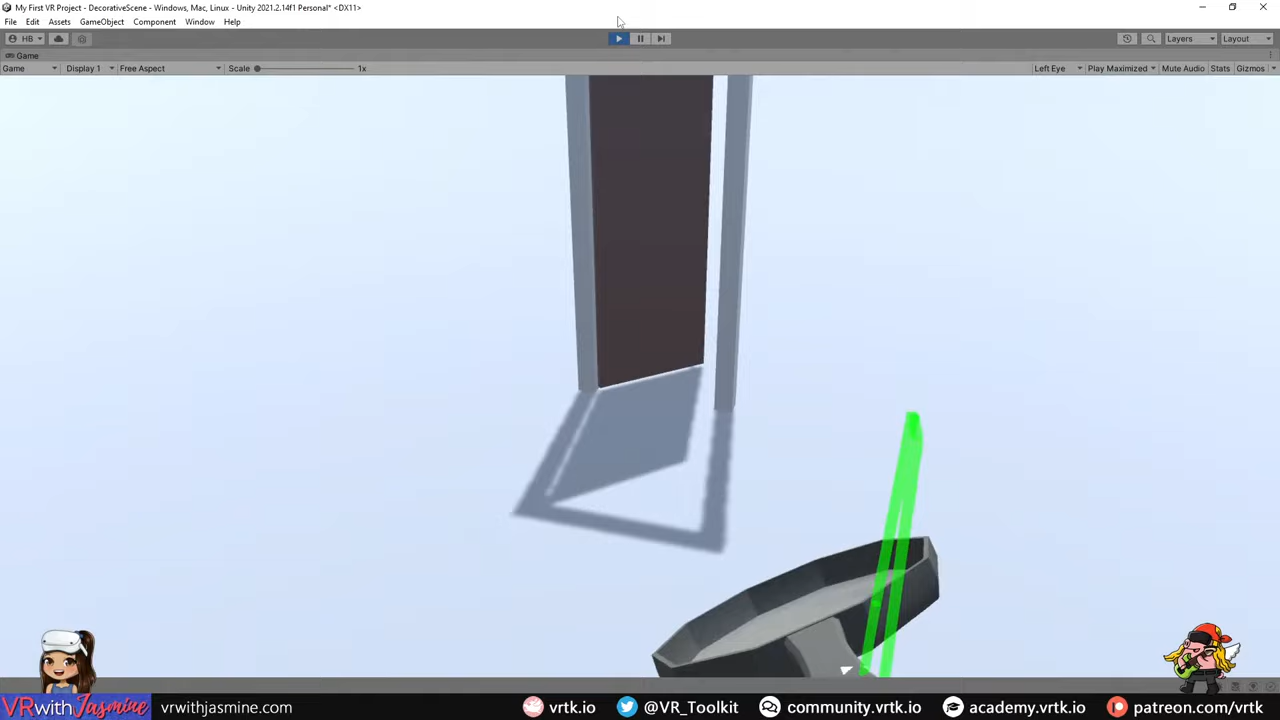 My First VR Project - DecorativeScene - Windows, Mac, Linux - Unity 2021.2.14f1 Personal* <DX11>
File Edit Assets GameObject Component Window Help
HB Layers Layout
Game
Game Display 1 Free Aspect Scale 1x Left Eye Play Maximized Mute Audio Stats Gizmos
VRwithJasmine vrwithjasmine.com vrtk.io @VR_Toolkit community.vrtk.io academy.vrtk.io patreon.com/vrtk